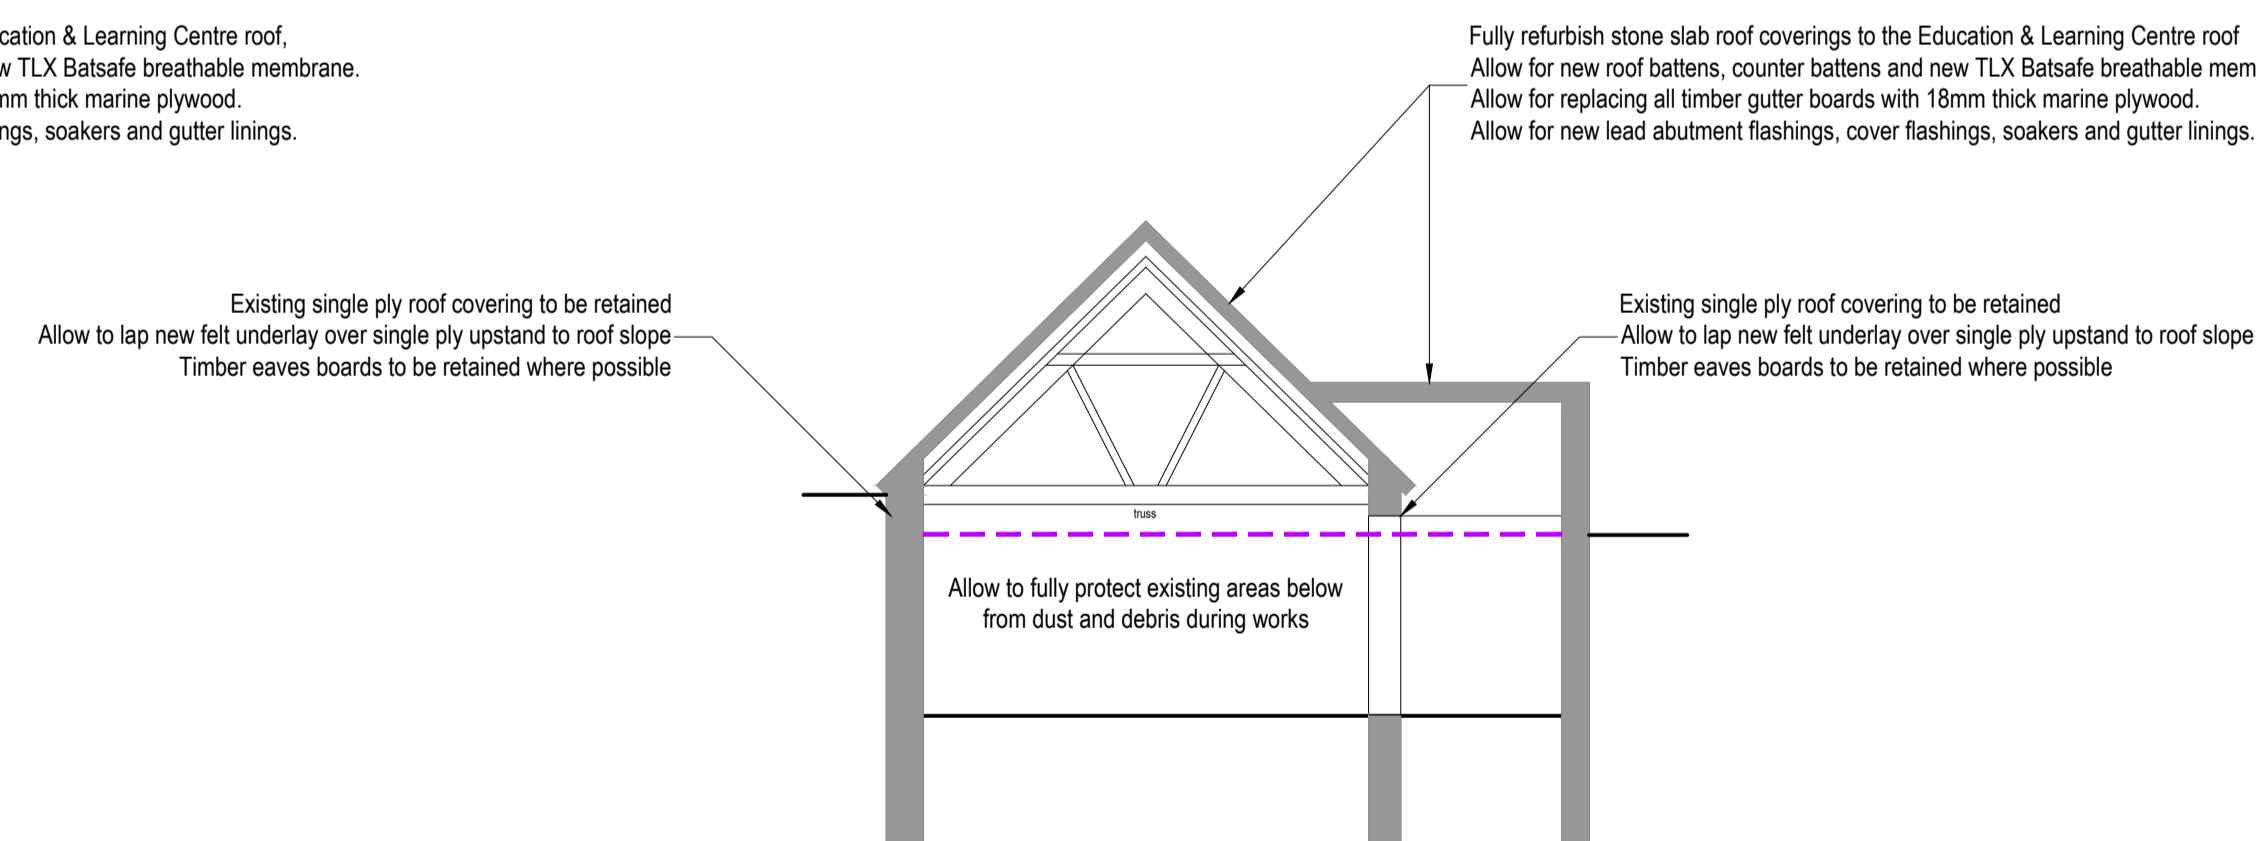 cation & Learning Centre roof,
w TLX Batsafe breathable membrane.
mm thick marine plywood.
ngs, soakers and gutter linings.
Fully refurbish stone slab roof coverings to the Education & Learning Centre roof
Allow for new roof battens, counter battens and new TLX Batsafe breathable mem
Allow for replacing all timber gutter boards with 18mm thick marine plywood.
Allow for new lead abutment flashings, cover flashings, soakers and gutter linings.
Existing single ply roof covering to be retained
Allow to lap new felt underlay over single ply upstand to roof slope
Timber eaves boards to be retained where possible
Existing single ply roof covering to be retained
Allow to lap new felt underlay over single ply upstand to roof slope
Timber eaves boards to be retained where possible
truss
Allow to fully protect existing areas below
from dust and debris during works